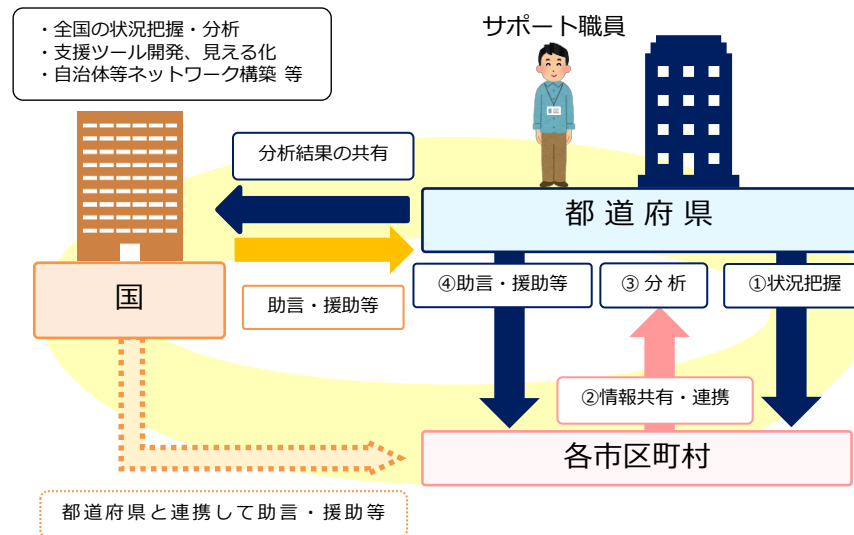 ・全国の状況把握・分析
・支援ツール開発、見える化
・自治体等ネットワーク構築 等
サポート職員
分析結果の共有
都道府県
国
助言・援助等
④助言・援助等
③分析
①状況把握
②情報共有・連携
各市区町村
都道府県と連携して助言・援助等